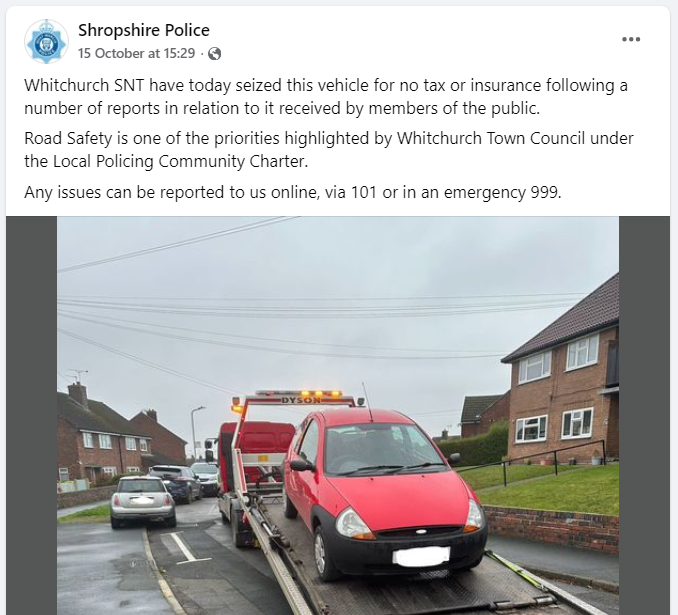 Shropshire Police
15 October at 15:29 ·
Whitchurch SNT have today seized this vehicle for no tax or insurance following a
number of reports in relation to it received by members of the public.
Road Safety is one of the priorities highlighted by Whitchurch Town Council under
the Local Policing Community Charter.
Any issues can be reported to us online, via 101 or in an emergency 999.
DYSON